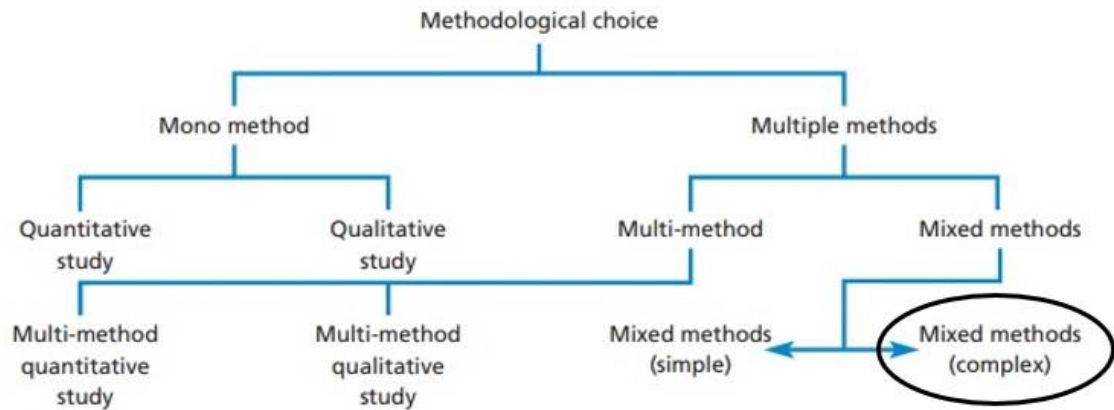 Methodological choice
Mono method
Multiple methods
Quantitative
study
Qualitative
study
Multi-method
Mixed methods
Multi-method
quantitative
study
Multi-method
qualitative
study
Mixed methods
(simple)
Mixed methods
(complex)